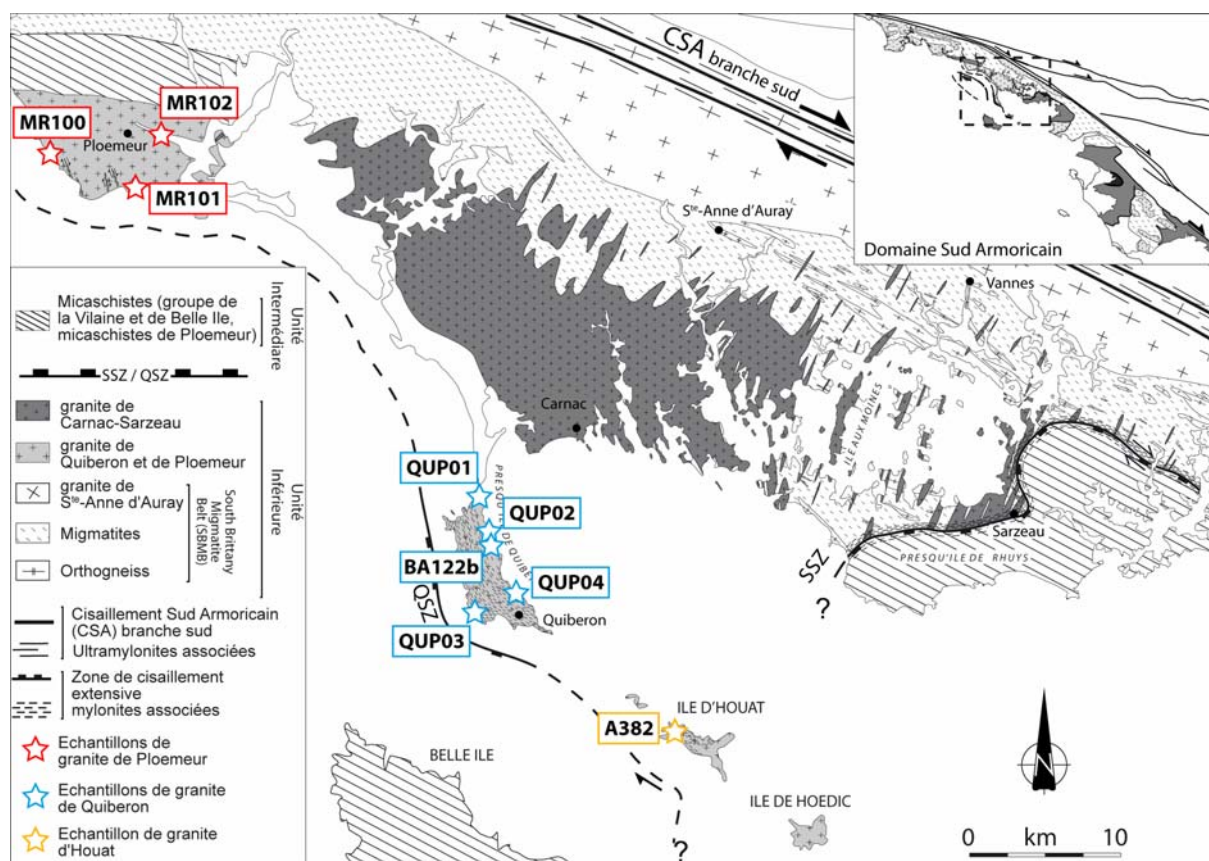 CSA branche sud
Domaine Sud Armoricain
MR102
MR100
Ploemeur
MR101
Ste-Anne d'Auray
Vannes
Carnac
ILE AUX MOINES
QUP01
PRESQU'ILE DE QUIBE
QUP02
BA122b
QUP04
QSZ
Quiberon
QUP03
Sarzeau
PRESQU'ILE DE RHUYS
SSZ
?
A382
ILE D'HOUAT
BELLE ILE
ILE DE HOEDIC
?
N
0 km 10
Micaschistes (groupe de
la Vilaine et de Belle Ile,
micaschistes de Ploemeur)
Unité
Intermédiare
SSZ / QSZ
granite de
Carnac-Sarzeau
granite de
Quiberon et de Ploemeur
granite de
Ste-Anne d'Auray
Migmatites
Orthogneiss
South Brittany
Migmatite
Belt (SBMB)
Unité
Inférieure
Cisaillement Sud Armoricain
(CSA) branche sud
Ultramylonites associées
Zone de cisaillement
extensive
mylonites associées
Echantillons de
granite de Ploemeur
Echantillons de granite
de Quiberon
Echantillon de granite
d'Houat